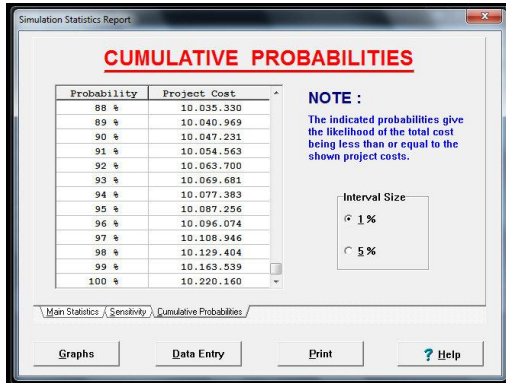 Simulation Statistics Report
CUMULATIVE PROBABILITIES
Probability Project Cost
88 % 10.035.330
89 % 10.040.969
90 % 10.047.231
91 % 10.054.563
92 % 10.063.700
93 % 10.069.681
94 % 10.077.383
95 % 10.087.256
96 % 10.096.074
97 % 10.108.946
98 % 10.129.404
99 % 10.163.539
100 % 10.220.160
NOTE :
The indicated probabilities give
the likelihood of the total cost
being less than or equal to the
shown project costs.
Interval Size
1 %
5 %
Main Statistics Sensitivity Cumulative Probabilities
Graphs Data Entry Print ? Help